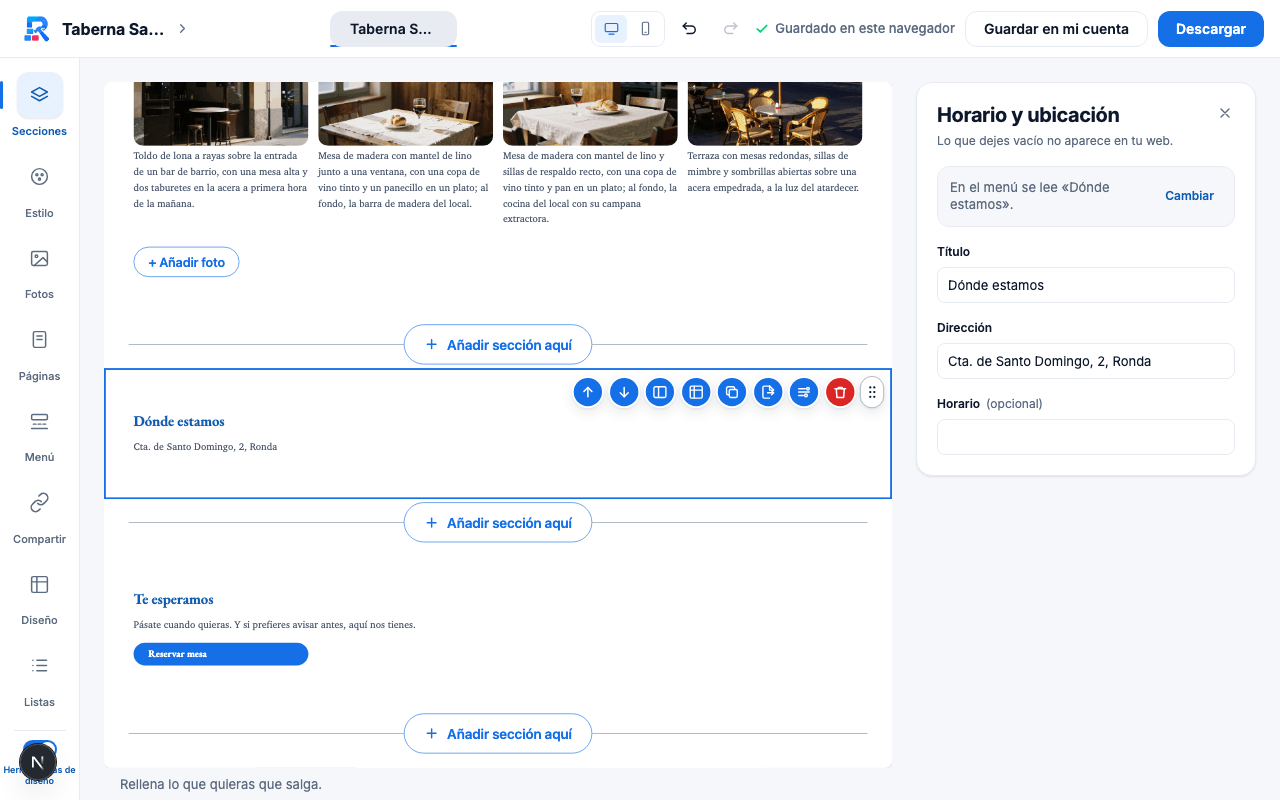 Taberna Sa...
Taberna S...
Guardado en este navegador
Guardar en mi cuenta
Descargar
Secciones
Estilo
Fotos
Páginas
Menú
Compartir
Diseño
Listas
diseño
N
Toldo de lona a rayas sobre la entrada
de un bar de barrio, con una mesa alta y
dos taburetes en la acera a primera hora
de la mañana.
Mesa de madera con mantel de lino
junto a una ventana, con una copa de
vino tinto y un panecillo en un plato; al
fondo, la barra de madera del local.
Mesa de madera con mantel de lino y
sillas de respaldo recto, con una copa de
vino tinto y pan en un plato; al fondo, la
cocina del local con su campana
extractora.
Terraza con mesas redondas, sillas de
mimbre y sombrillas abiertas sobre una
acera empedrada, a la luz del atardecer.
+ Añadir foto
+ Añadir sección aquí
Dónde estamos
Cta. de Santo Domingo, 2, Ronda
+ Añadir sección aquí
Te esperamos
Pásate cuando quieras. Y si prefieres avisar antes, aquí nos tienes.
Reservar mesa
+ Añadir sección aquí
Rellena lo que quieras que salga.
Horario y ubicación
Lo que dejes vacío no aparece en tu web.
En el menú se lee «Dónde
estamos».
Cambiar
Título
Dónde estamos
Dirección
Cta. de Santo Domingo, 2, Ronda
Horario (opcional)